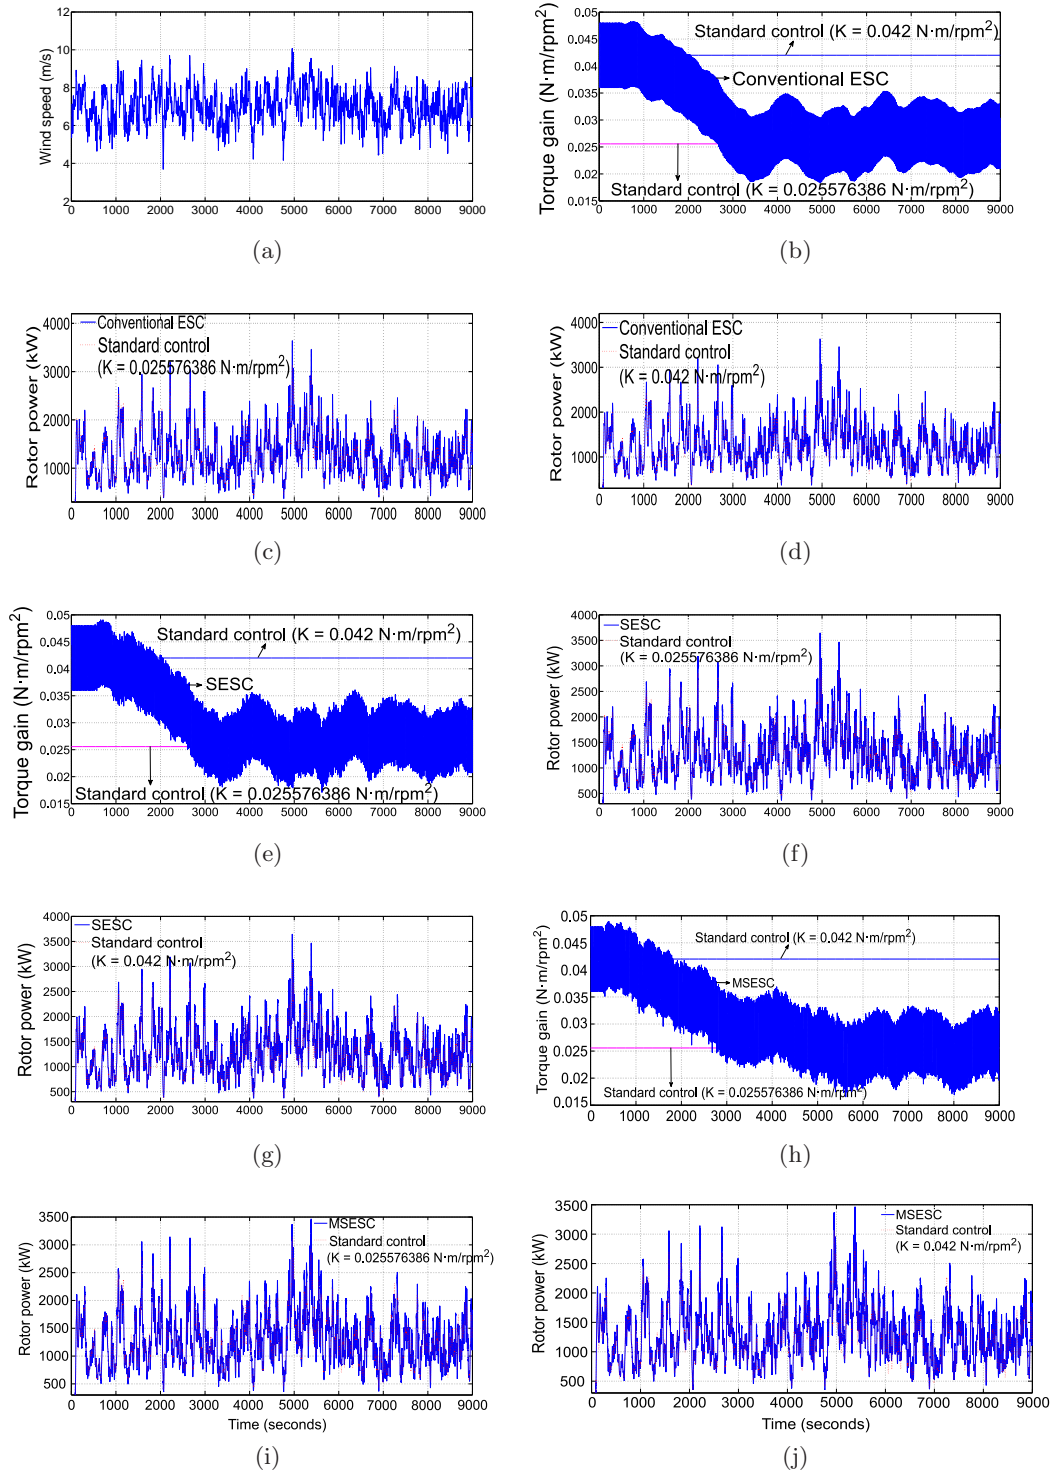 12
10
8
6
4
2
Wind speed (m/s)
0 1000 2000 3000 4000 5000 6000 7000 8000 9000
(a)
0.05
0.045
0.04
0.035
0.03
0.025
0.02
0.015
Torque gain (N·m/rpm²)
Standard control (K = 0.042 N·m/rpm²)
Conventional ESC
Standard control (K = 0.025576386 N·m/rpm²)
0 1000 2000 3000 4000 5000 6000 7000 8000 9000
(b)
4000
3000
2000
1000
Rotor power (kW)
Conventional ESC
Standard control
(K = 0.025576386 N·m/rpm²)
0 1000 2000 3000 4000 5000 6000 7000 8000 9000
(c)
4000
3000
2000
1000
Rotor power (kW)
Conventional ESC
Standard control
(K = 0.042 N·m/rpm²)
0 1000 2000 3000 4000 5000 6000 7000 8000 9000
(d)
0.05
0.045
0.04
0.035
0.03
0.025
0.02
0.015
Torque gain (N·m/rpm²)
Standard control (K = 0.042 N·m/rpm²)
SESC
Standard control (K = 0.025576386 N·m/rpm²)
0 1000 2000 3000 4000 5000 6000 7000 8000 9000
(e)
4000
3500
3000
2500
2000
1500
1000
500
Rotor power (kW)
SESC
Standard control
(K = 0.025576386 N·m/rpm²)
0 1000 2000 3000 4000 5000 6000 7000 8000 9000
(f)
4000
3500
3000
2500
2000
1500
1000
500
Rotor power (kW)
SESC
Standard control
(K = 0.042 N·m/rpm²)
0 1000 2000 3000 4000 5000 6000 7000 8000 9000
(g)
0.05
0.045
0.04
0.035
0.03
0.025
0.02
0.015
Torque gain (N·m/rpm²)
Standard control (K = 0.042 N·m/rpm²)
MSESC
Standard control (K = 0.025576386 N·m/rpm²)
0 1000 2000 3000 4000 5000 6000 7000 8000 9000
(h)
3500
3000
2500
2000
1500
1000
500
Rotor power (kW)
MSESC
Standard control
(K = 0.025576386 N·m/rpm²)
0 1000 2000 3000 4000 5000 6000 7000 8000 9000
Time (seconds)
(i)
3500
3000
2500
2000
1500
1000
500
Rotor power (kW)
MSESC
Standard control
(K = 0.042 N·m/rpm²)
0 1000 2000 3000 4000 5000 6000 7000 8000 9000
Time (seconds)
(j)